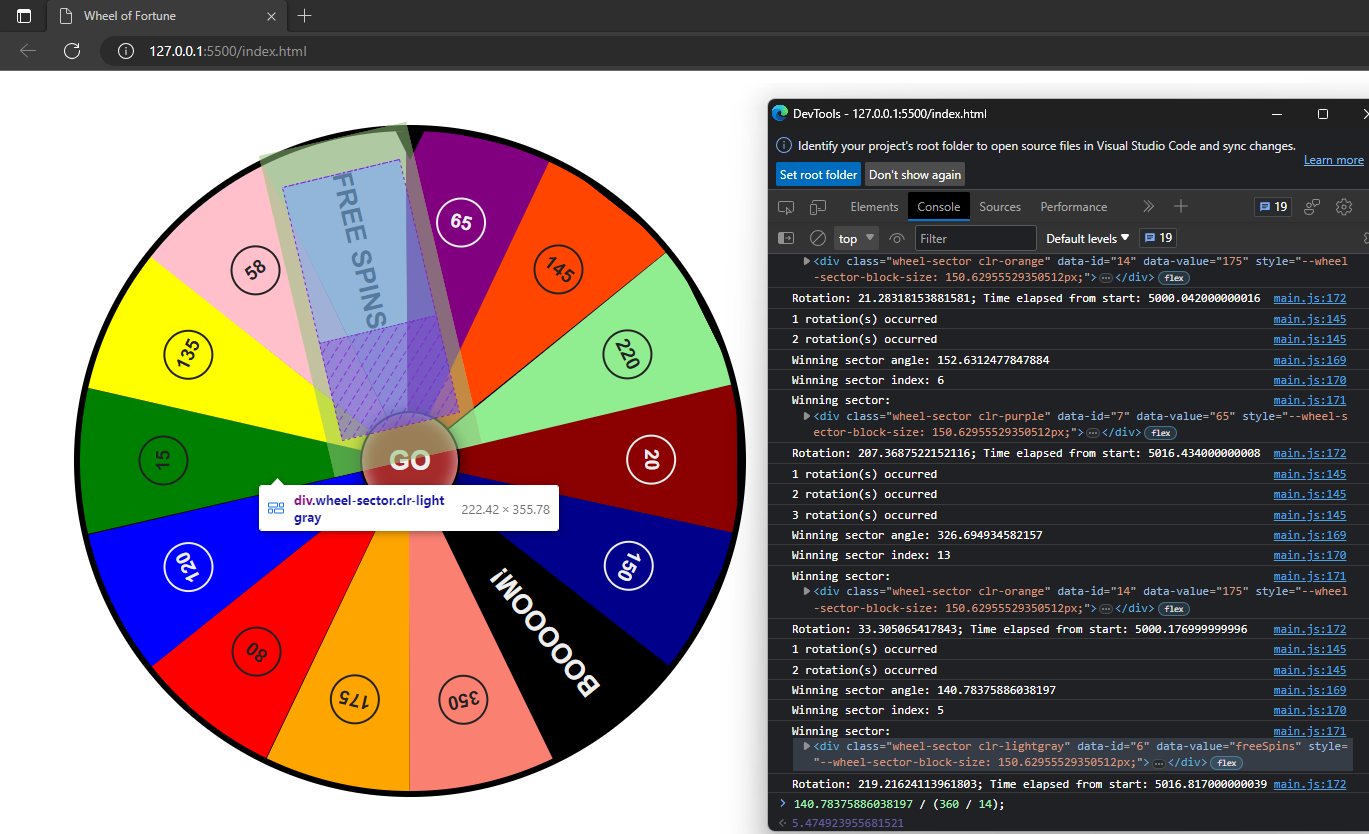 Wheel of Fortune
127.0.0.1:5500/index.html
FREE SPINS
65
145
58
220
135
20
15
GO
div.wheel-sector.clr-light
gray
222.42 × 355.78
120
150
BOOOOOM!
80
175
350
DevTools - 127.0.0.1:5500/index.html
Identify your project's root folder to open source files in Visual Studio Code and sync changes.
Learn more
Set root folder
Don't show again
Elements
Console
Sources
Performance
19
top
Filter
Default levels
19
<div class="wheel-sector clr-orange" data-id="14" data-value="175" style="--wheel
-sector-block-size: 150.62955529350512px;">⋯</div> flex
Rotation: 21.28318153881581; Time elapsed from start: 5000.042000000016 main.js:172
1 rotation(s) occurred main.js:145
2 rotation(s) occurred main.js:145
Winning sector angle: 152.6312477847884 main.js:169
Winning sector index: 6 main.js:170
Winning sector: main.js:171
<div class="wheel-sector clr-purple" data-id="7" data-value="65" style="--wheel-s
ector-block-size: 150.62955529350512px;">⋯</div> flex
Rotation: 207.3687522152116; Time elapsed from start: 5016.434000000008 main.js:172
1 rotation(s) occurred main.js:145
2 rotation(s) occurred main.js:145
3 rotation(s) occurred main.js:145
Winning sector angle: 326.694934582157 main.js:169
Winning sector index: 13 main.js:170
Winning sector: main.js:171
<div class="wheel-sector clr-orange" data-id="14" data-value="175" style="--wheel
-sector-block-size: 150.62955529350512px;">⋯</div> flex
Rotation: 33.305065417843; Time elapsed from start: 5000.176999999996 main.js:172
1 rotation(s) occurred main.js:145
2 rotation(s) occurred main.js:145
Winning sector angle: 140.78375886038197 main.js:169
Winning sector index: 5 main.js:170
Winning sector: main.js:171
<div class="wheel-sector clr-lightgray" data-id="6" data-value="freeSpins" style=
"--wheel-sector-block-size: 150.62955529350512px;">⋯</div> flex
Rotation: 219.21624113961803; Time elapsed from start: 5016.817000000039 main.js:172
140.78375886038197 / (360 / 14);
5.474923955681521